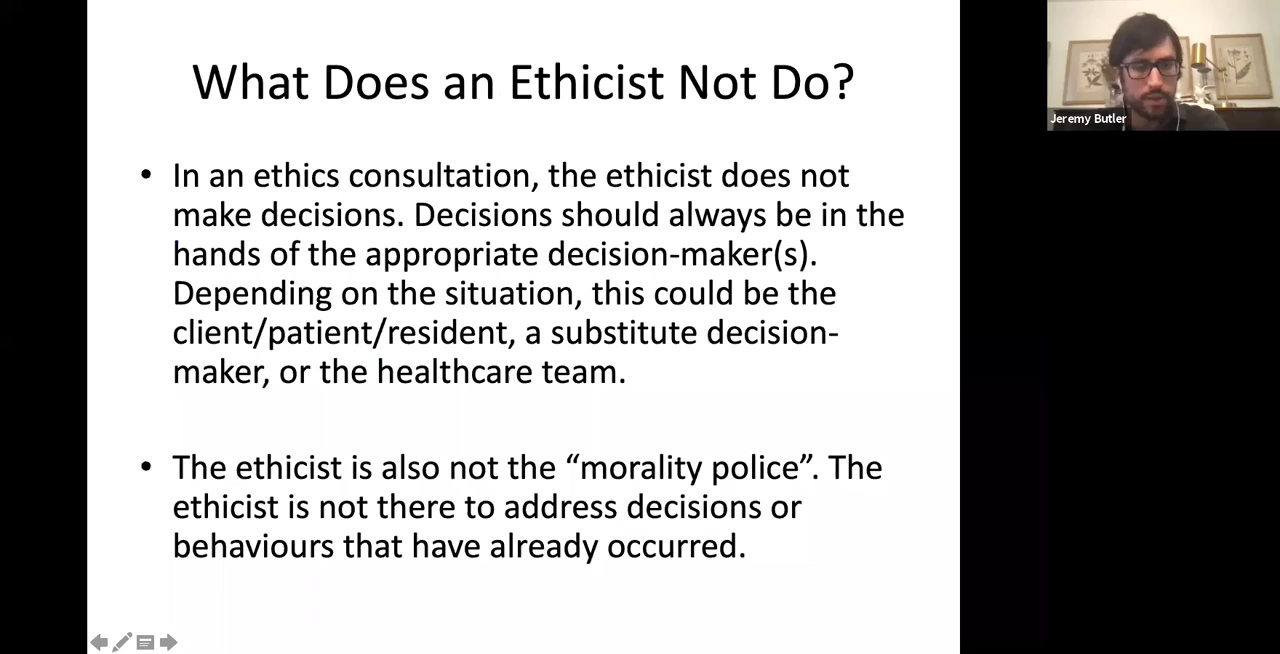 What Does an Ethicist Not Do?
• In an ethics consultation, the ethicist does not
make decisions. Decisions should always be in the
hands of the appropriate decision-maker(s).
Depending on the situation, this could be the
client/patient/resident, a substitute decision-
maker, or the healthcare team.
• The ethicist is also not the “morality police”. The
ethicist is not there to address decisions or
behaviours that have already occurred.
Jeremy Butler